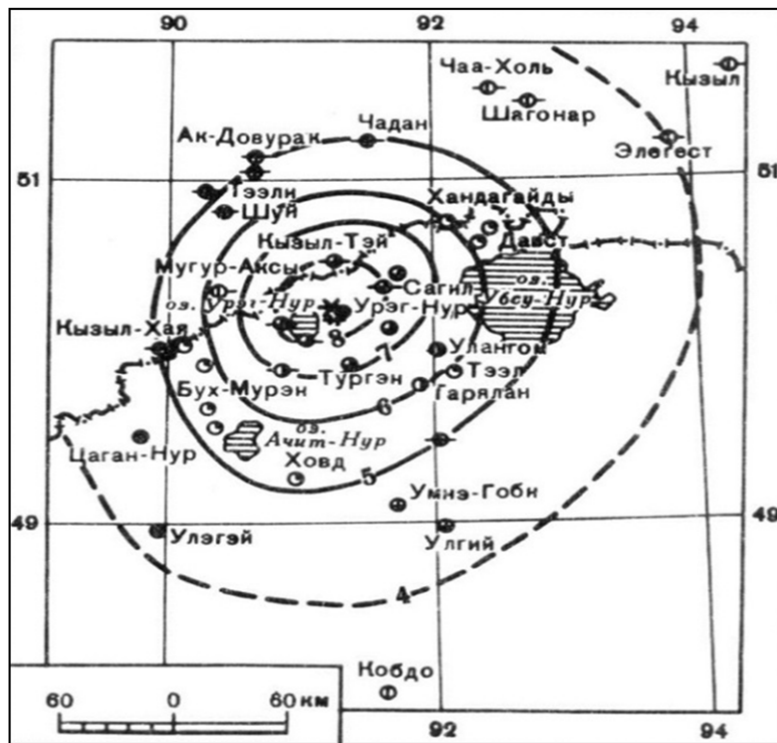 90
92
94
Чаа-Холь
Кызыл
Шагонар
Чадан
Ак-Довурак
Элегест
51
51
Тээли
Хандагайды
Шуй
Давст
Кызыл-Тэй
Мугур-Аксы
Сагил
оз.
оз. Урэг-Нур
Убсу-Нур
Урэг-Нур
8
Кызыл-Хая
7
Улангом
Тургэн
Тээл
Бух-Мурэн
Гарялан
6
оз.
Ачит-Нур
Цаган-Нур
Ховд
5
Умнэ-Гоби
49
49
Улэгэй
Улгий
4
Кобдо
60
0
60 км
92
94